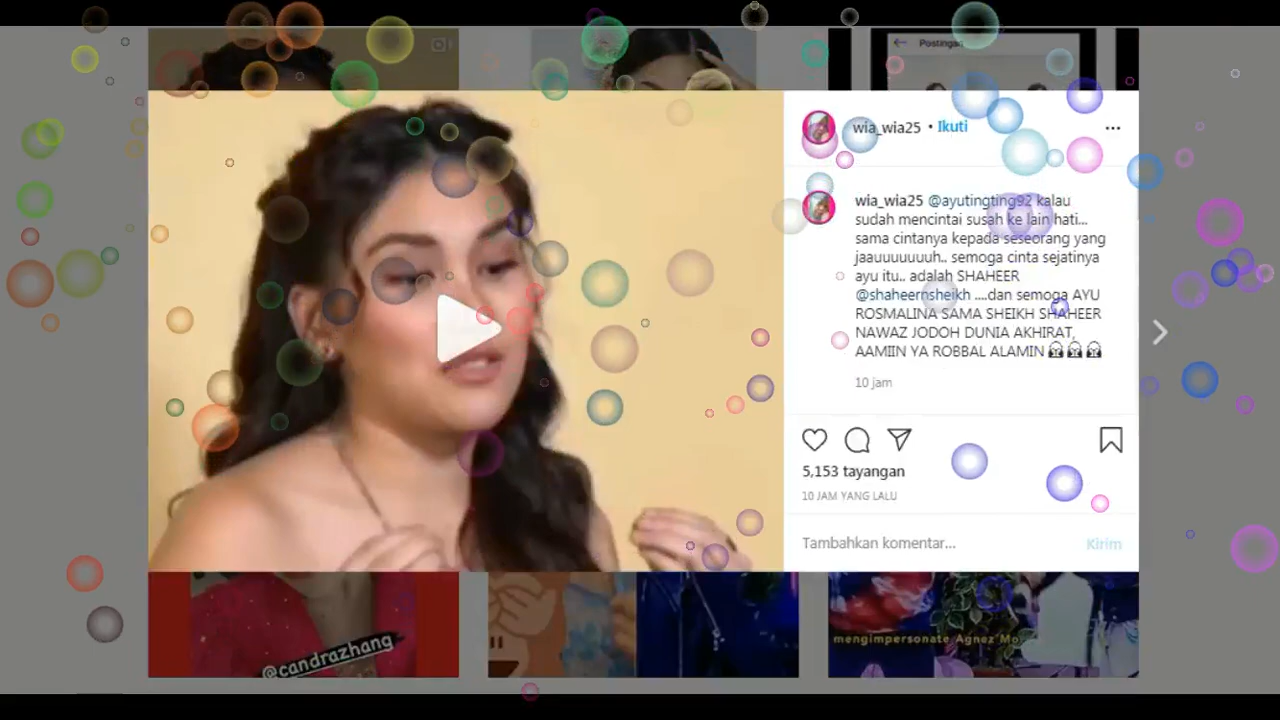 Postingan
wia_wia25 • Ikuti
wia_wia25 @ayutingting92 kalau
sudah mencintai susah ke lain hati...
sama cintanya kepada seseorang yang
jaauuuuuuuh.. semoga cinta sejatinya
ayu itu.. adalah SHAHEER
@shaheernsheikh ....dan semoga AYU
ROSMALINA SAMA SHEIKH SHAHEER
NAWAZ JODOH DUNIA AKHIRAT,
AAMIIN YA ROBBAL ALAMIN
10 jam
5,153 tayangan
10 JAM YANG LALU
Tambahkan komentar...
Kirim
@candrazhang
mengimpersonate Agnez Mo